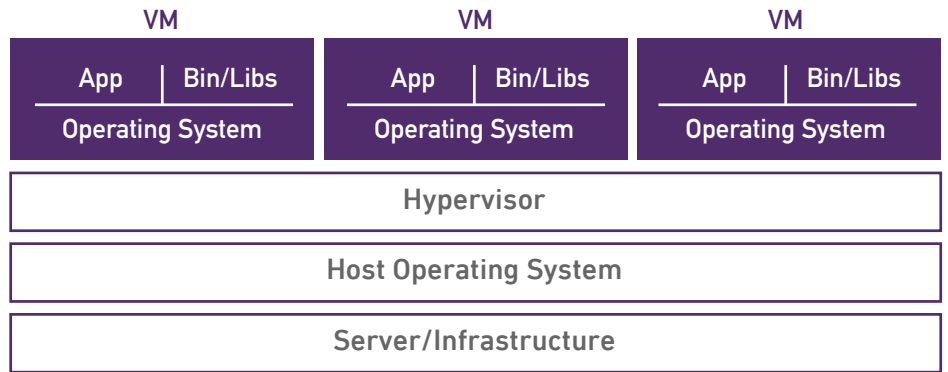 VM VM VM
App Bin/Libs App Bin/Libs App Bin/Libs
Operating System Operating System Operating System
Hypervisor
Host Operating System
Server/Infrastructure